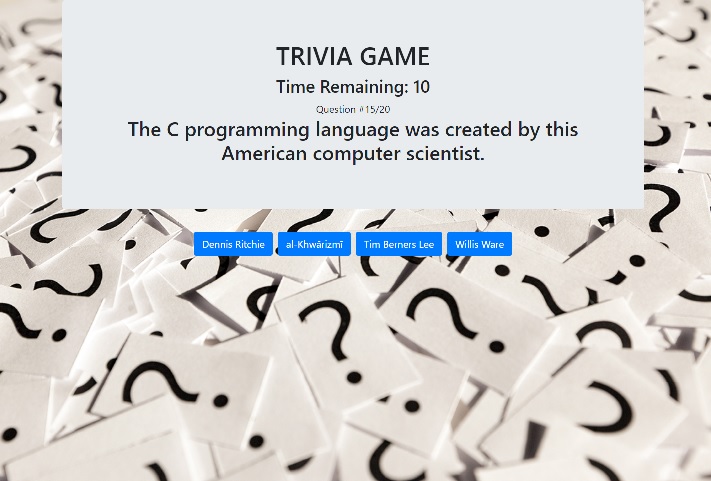 TRIVIA GAME
Time Remaining: 10
Question #15/20
The C programming language was created by this
American computer scientist.
Dennis Ritchie
al-Khwārizmī
Tim Berners Lee
Willis Ware